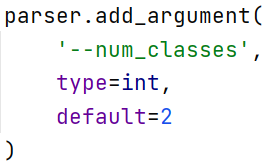 parser.add_argument(
    '--num_classes',
    type=int,
    default=2
)